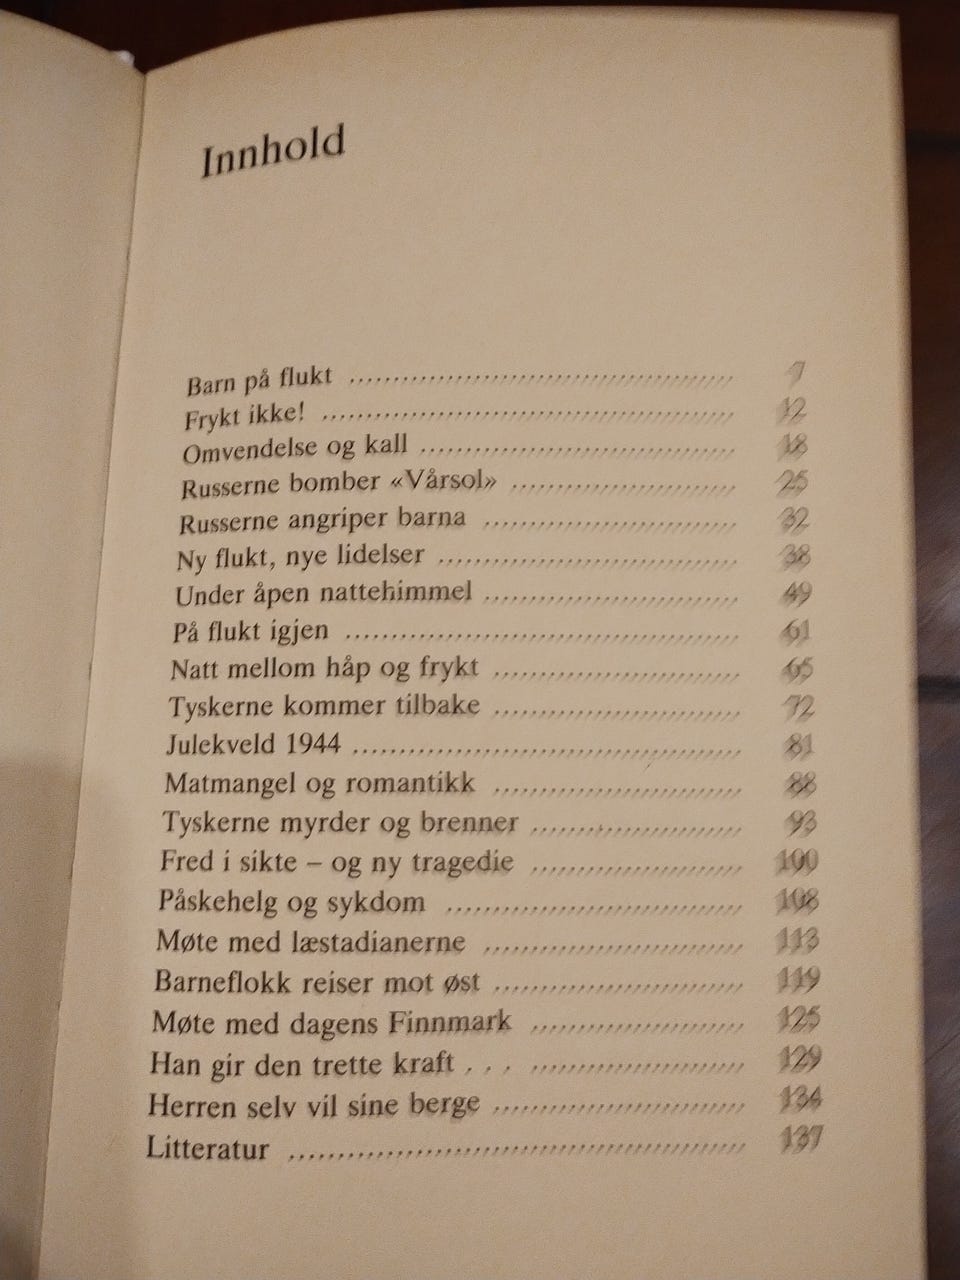 Innhold
Barn på flukt ........................................ 7
Frykt ikke! ........................................ 12
Omvendelse og kall ........................................ 18
Russerne bomber «Vårsol» ........................................ 25
Russerne angriper barna ........................................ 32
Ny flukt, nye lidelser ........................................ 38
Under åpen nattehimmel ........................................ 49
På flukt igjen ........................................ 61
Natt mellom håp og frykt ........................................ 65
Tyskerne kommer tilbake ........................................ 72
Julekveld 1944 ........................................ 81
Matmangel og romantikk ........................................ 88
Tyskerne myrder og brenner ........................................ 93
Fred i sikte – og ny tragedie ........................................ 100
Påskehelg og sykdom ........................................ 108
Møte med læstadianerne ........................................ 113
Barneflokk reiser mot øst ........................................ 119
Møte med dagens Finnmark ........................................ 125
Han gir den trette kraft . . . ........................................ 129
Herren selv vil sine berge ........................................ 134
Litteratur ........................................ 137